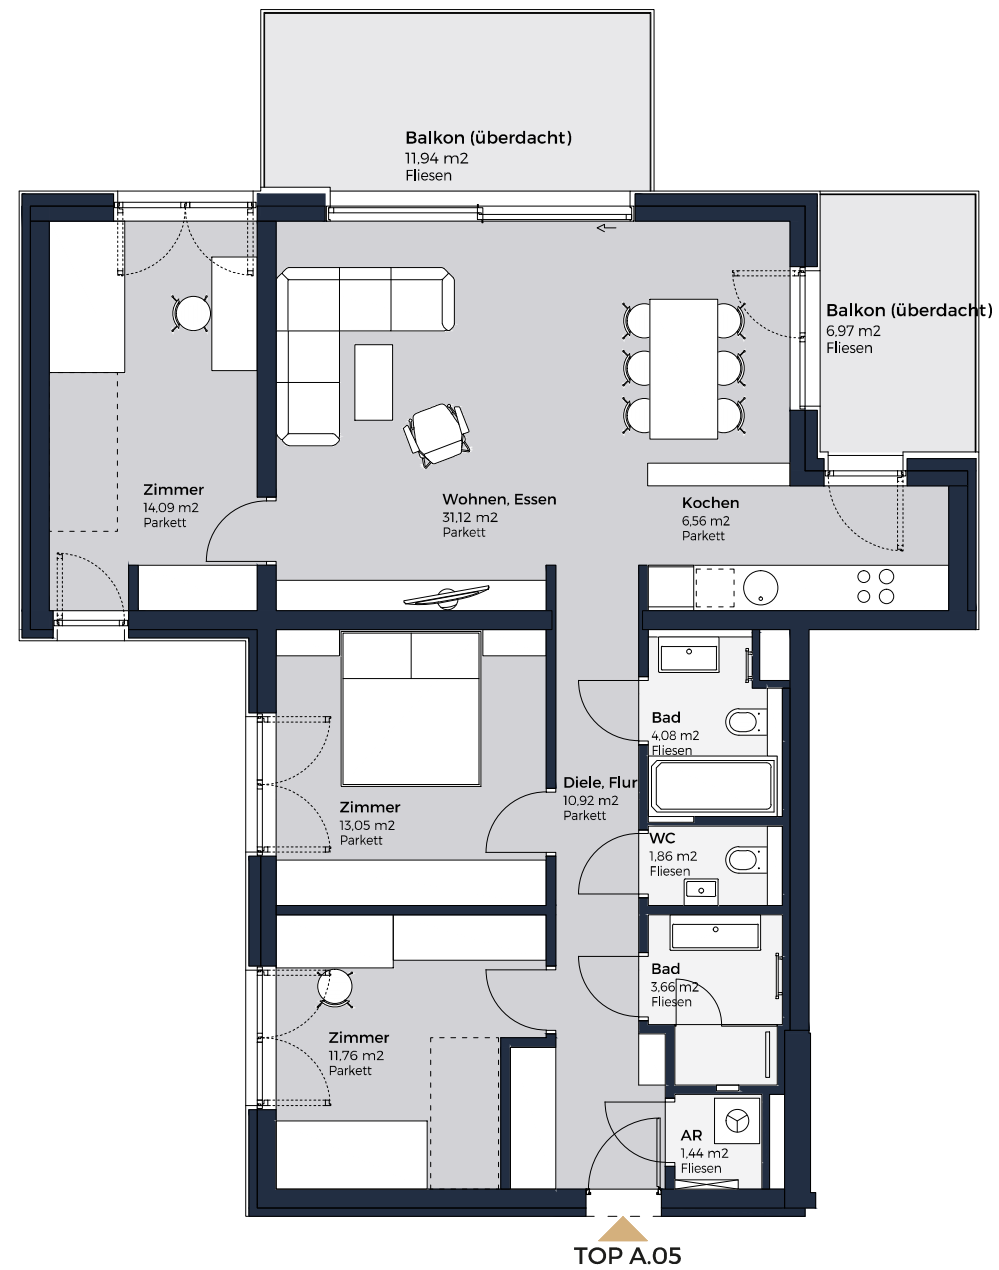 Balkon (überdacht)
11,94 m2
Fliesen
Balkon (überdacht)
6,97 m2
Fliesen
Zimmer
14,09 m2
Parkett
Wohnen, Essen
31,12 m2
Parkett
Kochen
6,56 m2
Parkett
Bad
4,08 m2
Fliesen
Diele, Flur
10,92 m2
Parkett
Zimmer
13,05 m2
Parkett
WC
1,86 m2
Fliesen
Bad
3,66 m2
Fliesen
Zimmer
11,76 m2
Parkett
AR
1,44 m2
Fliesen
TOP A.05